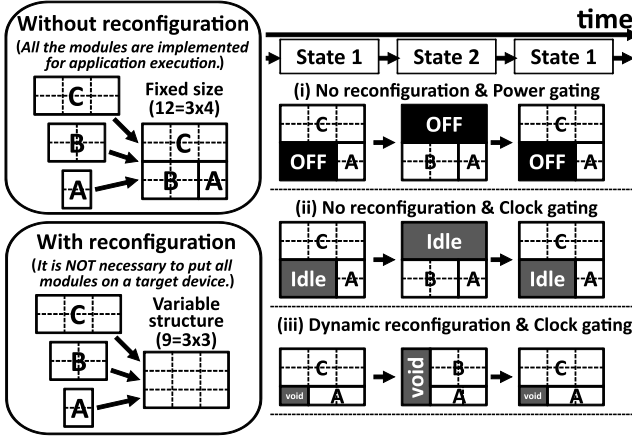 Without reconfiguration
(All the modules are implemented
for application execution.)
Fixed size
(12=3x4)
C
B
A
C
B A
With reconfiguration
(It is NOT necessary to put all
modules on a target device.)
Variable
structure
(9=3x3)
C
B
A
time
State 1 State 2 State 1
(i) No reconfiguration & Power gating
C OFF C
OFF A B A OFF A
(ii) No reconfiguration & Clock gating
C Idle C
Idle A B A Idle A
(iii) Dynamic reconfiguration & Clock gating
C void B C
void A A void A